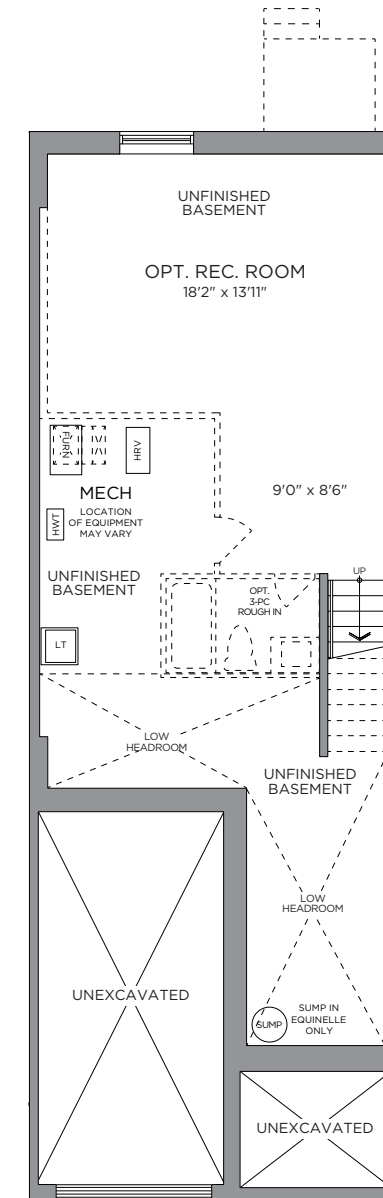 UNFINISHED
BASEMENT
OPT. REC. ROOM
18'2" x 13'11"
FURN
HRV
MECH
LOCATION
OF EQUIPMENT
MAY VARY
HWT
9'0" x 8'6"
UNFINISHED
BASEMENT
OPT.
3-PC
ROUGH IN
UP
LT
LOW
HEADROOM
UNFINISHED
BASEMENT
LOW
HEADROOM
UNEXCAVATED
SUMP
SUMP IN
EQUINELLE
ONLY
UNEXCAVATED